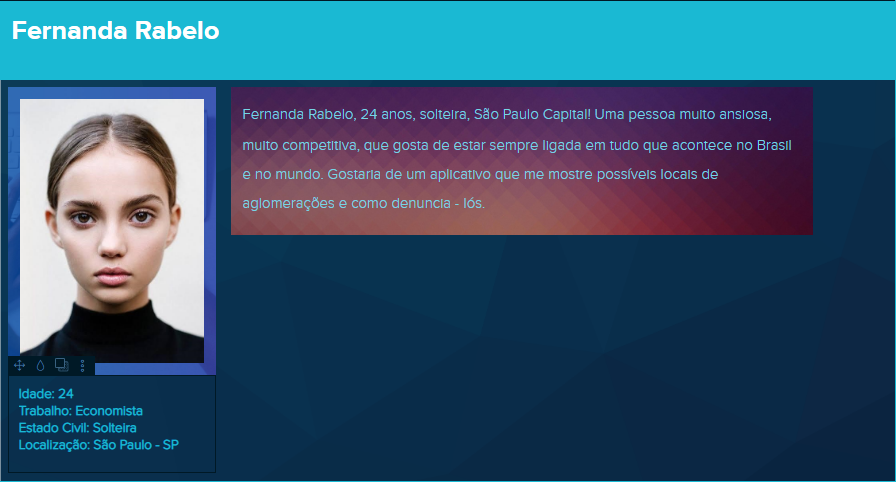 Fernanda Rabelo
Fernanda Rabelo, 24 anos, solteira, São Paulo Capital! Uma pessoa muito ansiosa,
muito competitiva, que gosta de estar sempre ligada em tudo que acontece no Brasil
e no mundo. Gostaria de um aplicativo que me mostre possíveis locais de
aglomerações e como denuncia - lós.
Idade: 24
Trabalho: Economista
Estado Civil: Solteira
Localização: São Paulo - SP